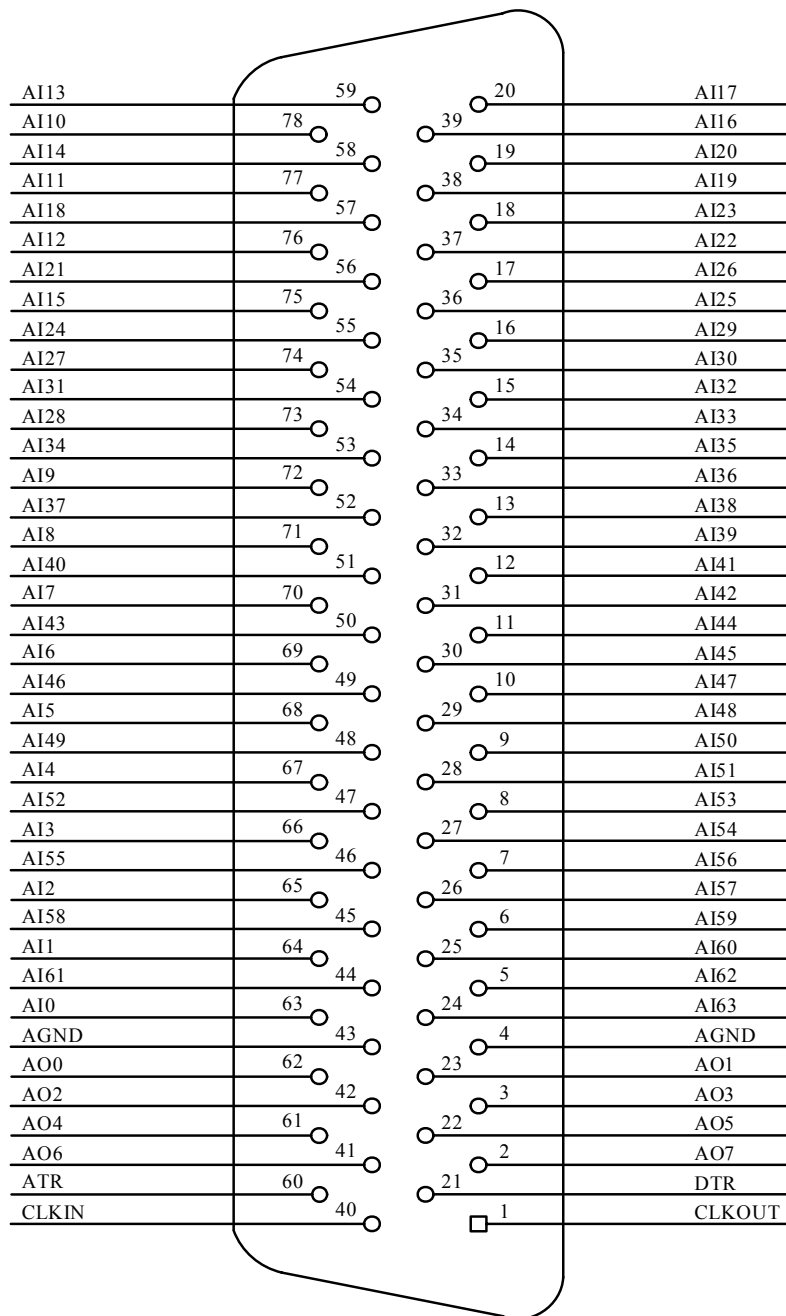 AI13 59 20 AI17
AI10 78 39 AI16
AI14 58 19 AI20
AI11 77 38 AI19
AI18 57 18 AI23
AI12 76 37 AI22
AI21 56 17 AI26
AI15 75 36 AI25
AI24 55 16 AI29
AI27 74 35 AI30
AI31 54 15 AI32
AI28 73 34 AI33
AI34 53 14 AI35
AI9 72 33 AI36
AI37 52 13 AI38
AI8 71 32 AI39
AI40 51 12 AI41
AI7 70 31 AI42
AI43 50 11 AI44
AI6 69 30 AI45
AI46 49 10 AI47
AI5 68 29 AI48
AI49 48 9 AI50
AI4 67 28 AI51
AI52 47 8 AI53
AI3 66 27 AI54
AI55 46 7 AI56
AI2 65 26 AI57
AI58 45 6 AI59
AI1 64 25 AI60
AI61 44 5 AI62
AI0 63 24 AI63
AGND 43 4 AGND
AO0 62 23 AO1
AO2 42 3 AO3
AO4 61 22 AO5
AO6 41 2 AO7
ATR 60 21 DTR
CLKIN 40 1 CLKOUT